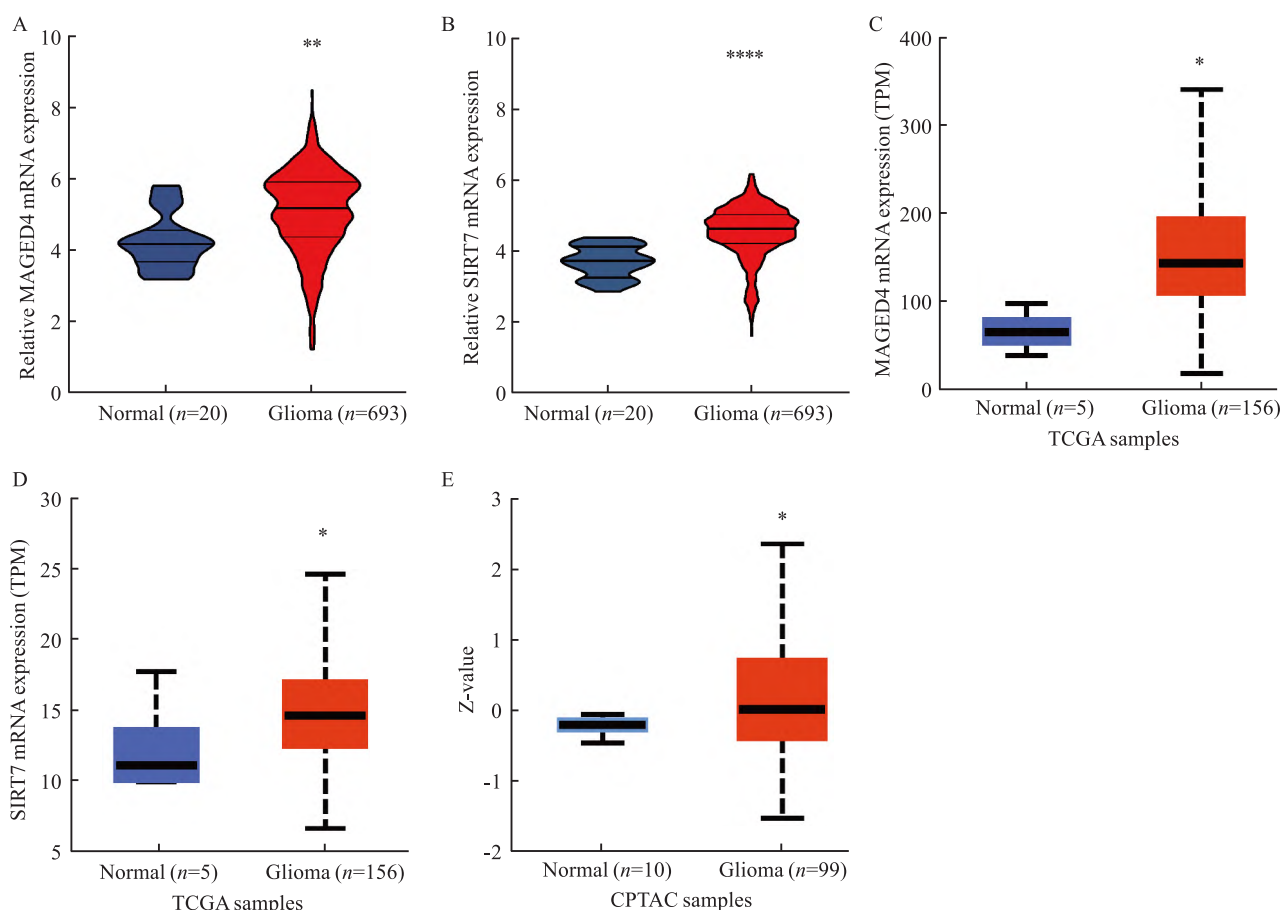 A
Relative MAGED4 mRNA expression
10
8
6
4
2
0
**
Normal (n=20)
Glioma (n=693)
B
Relative SIRT7 mRNA expression
10
8
6
4
2
0
****
Normal (n=20)
Glioma (n=693)
C
MAGED4 mRNA expression (TPM)
400
300
200
100
0
*
Normal (n=5)
Glioma (n=156)
TCGA samples
D
SIRT7 mRNA expression (TPM)
30
25
20
15
10
5
*
Normal (n=5)
Glioma (n=156)
TCGA samples
E
Z-value
3
2
1
0
-1
-2
*
Normal (n=10)
Glioma (n=99)
CPTAC samples